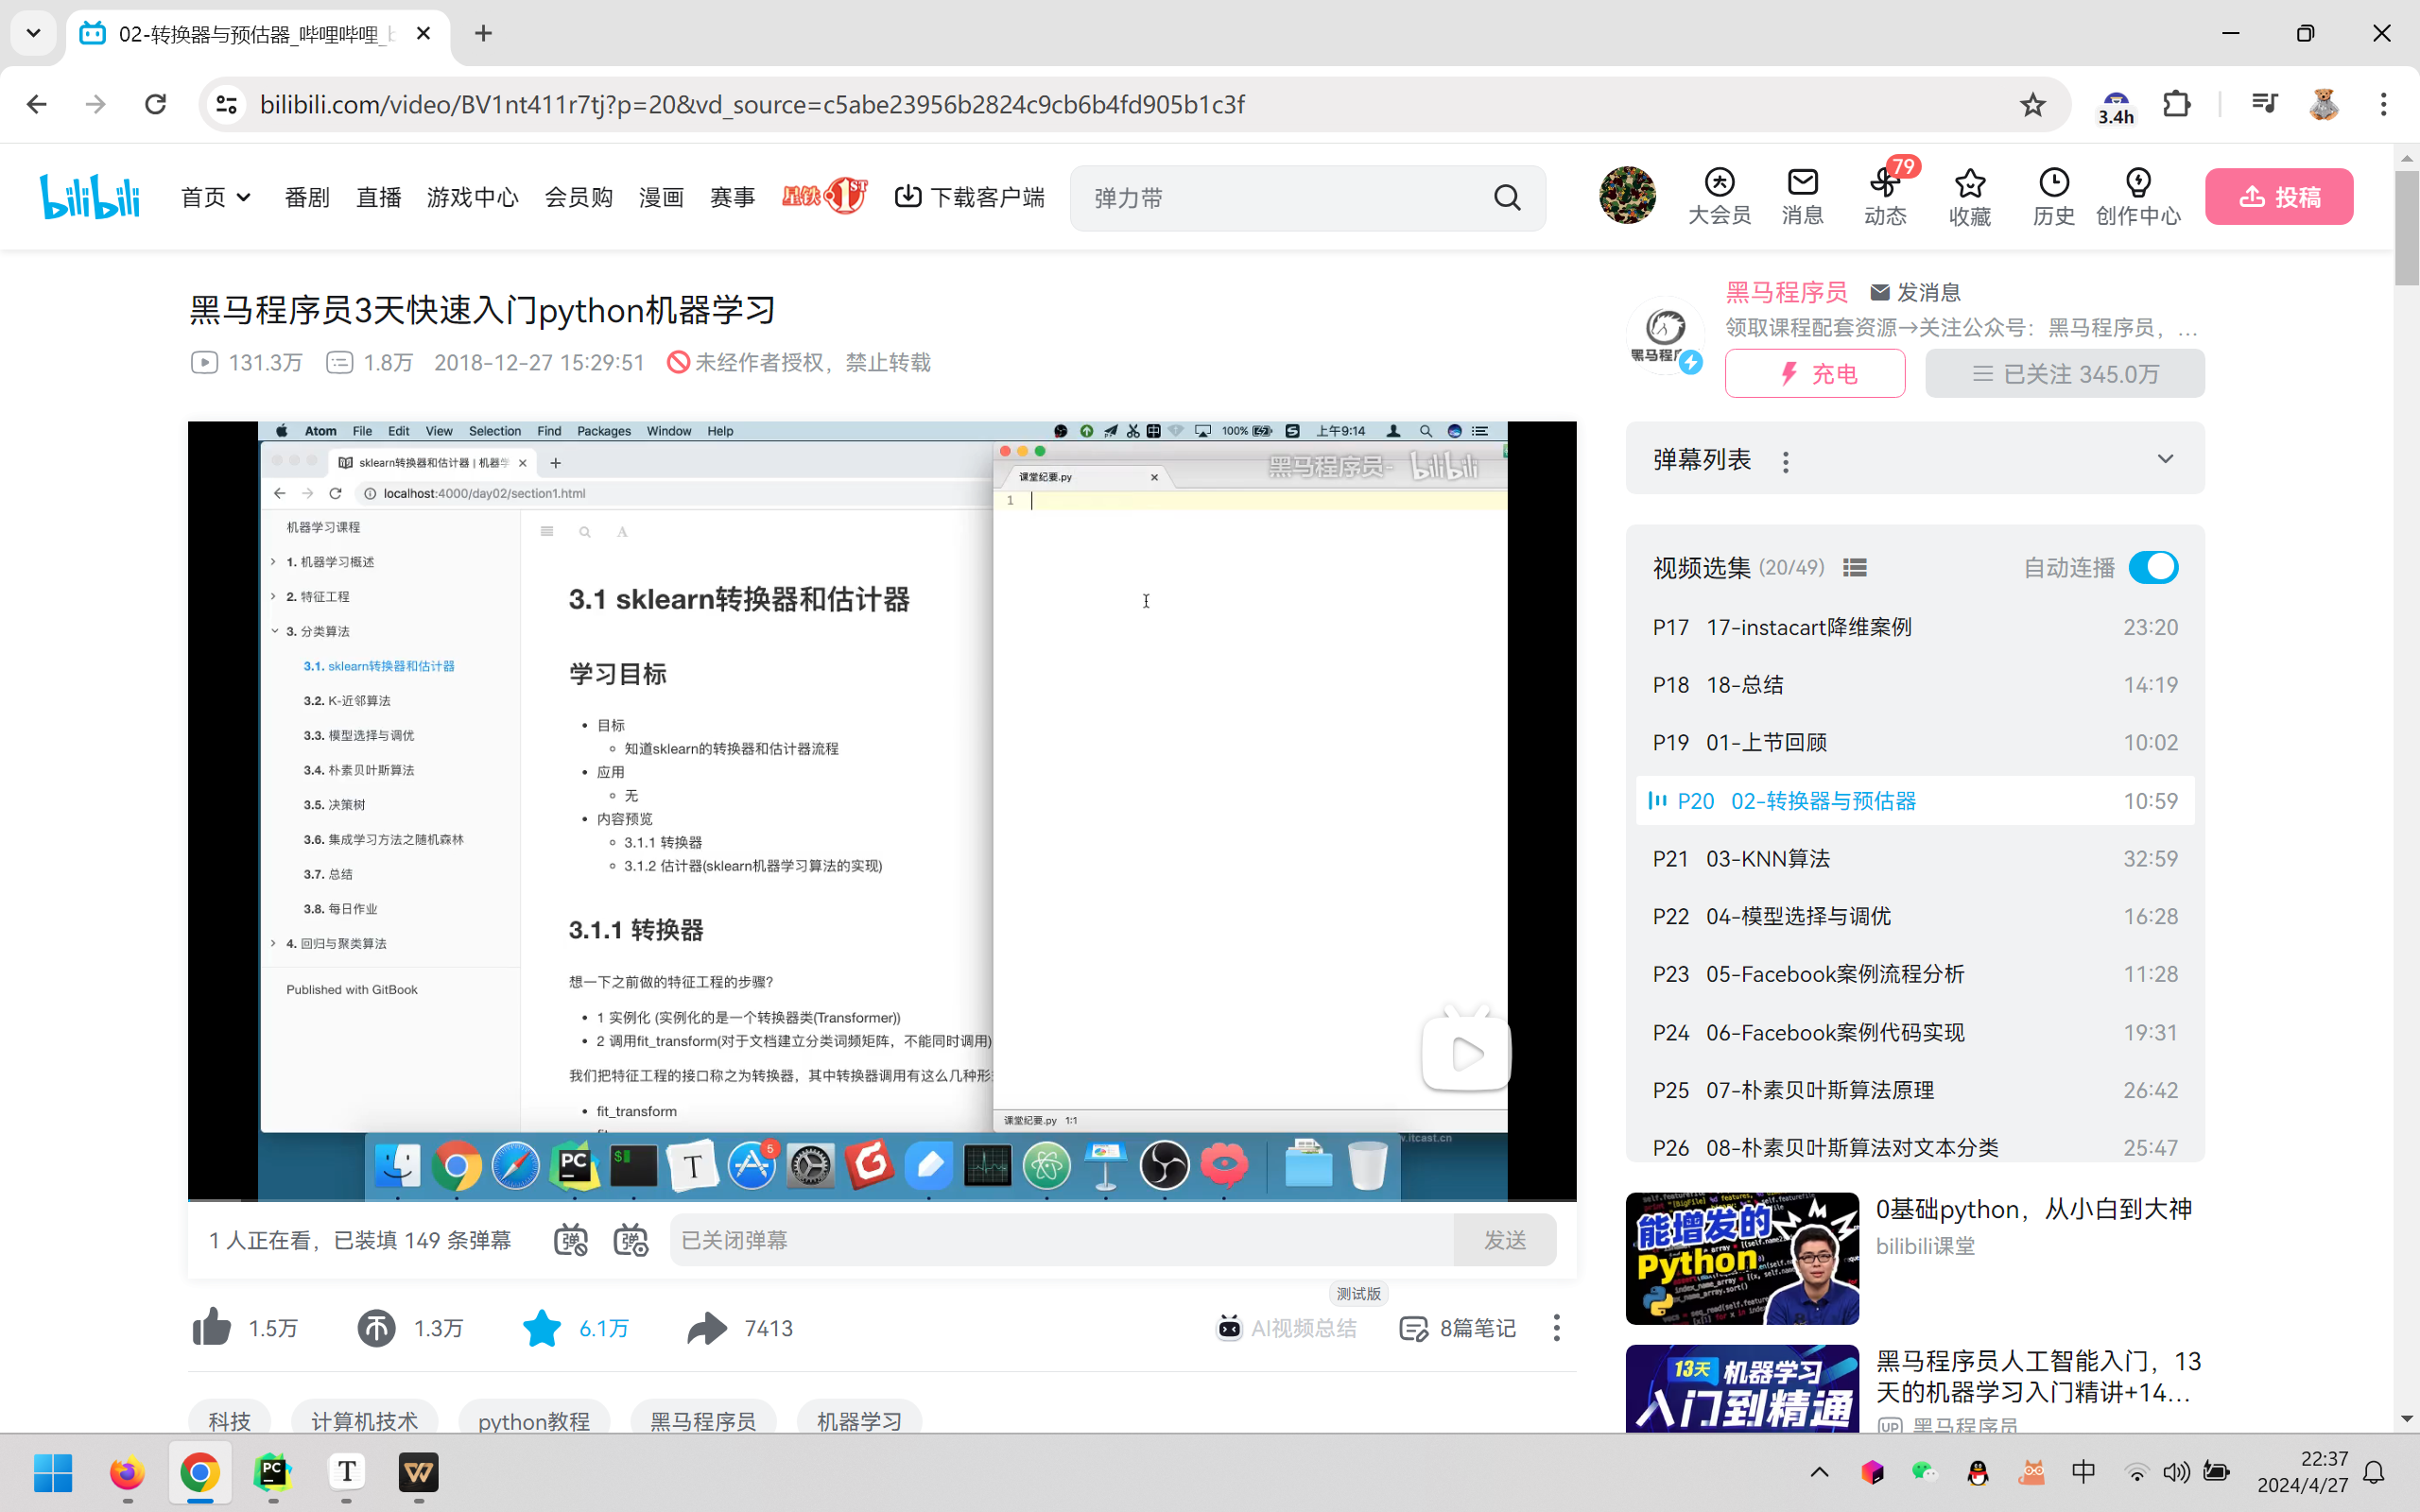 02-转换器与预估器_哔哩哔哩_b
bilibili.com/video/BV1nt411r7tj?p=20&vd_source=c5abe23956b2824c9cb6b4fd905b1c3f
3.4h
bilibili
首页
番剧
直播
游戏中心
会员购
漫画
赛事
星铁1ST
下载客户端
弹力带
大会员
消息
79
动态
收藏
历史
创作中心
投稿
黑马程序员3天快速入门python机器学习
131.3万
1.8万
2018-12-27 15:29:51
未经作者授权，禁止转载
黑马程序员
发消息
领取课程配套资源→关注公众号：黑马程序员，…
充电
已关注 345.0万
Atom File Edit View Selection Find Packages Window Help
100%
上午9:14
sklearn转换器和估计器 | 机器学
localhost:4000/day02/section1.html
机器学习课程
1. 机器学习概述
2. 特征工程
3. 分类算法
3.1. sklearn转换器和估计器
3.2. K-近邻算法
3.3. 模型选择与调优
3.4. 朴素贝叶斯算法
3.5. 决策树
3.6. 集成学习方法之随机森林
3.7. 总结
3.8. 每日作业
4. 回归与聚类算法
Published with GitBook
A
3.1 sklearn转换器和估计器
学习目标
目标
知道sklearn的转换器和估计器流程
应用
无
内容预览
3.1.1 转换器
3.1.2 估计器(sklearn机器学习算法的实现)
3.1.1 转换器
想一下之前做的特征工程的步骤?
1 实例化 (实例化的是一个转换器类(Transformer))
2 调用fit_transform(对于文档建立分类词频矩阵，不能同时调用)
我们把特征工程的接口称之为转换器，其中转换器调用有这么几种形
fit_transform
课堂纪要.py
黑马程序员- bilibili
1
课堂纪要.py 1:1
w.itcast.cn
PC
$
T
5
1 人正在看，已装填 149 条弹幕
弹
弹
已关闭弹幕
发送
1.5万
1.3万
6.1万
7413
测试版
AI视频总结
8篇笔记
科技
计算机技术
python教程
黑马程序员
机器学习
弹幕列表
视频选集 (20/49)
自动连播
P17 17-instacart降维案例 23:20
P18 18-总结 14:19
P19 01-上节回顾 10:02
P20 02-转换器与预估器 10:59
P21 03-KNN算法 32:59
P22 04-模型选择与调优 16:28
P23 05-Facebook案例流程分析 11:28
P24 06-Facebook案例代码实现 19:31
P25 07-朴素贝叶斯算法原理 26:42
P26 08-朴素贝叶斯算法对文本分类 25:47
能增发的
Python
0基础python，从小白到大神
bilibili课堂
13天 机器学习
入门到精通
黑马程序员人工智能入门，13
天的机器学习入门精讲+14…
UP 黑马程序员
PC
T
W
中
22:37
2024/4/27